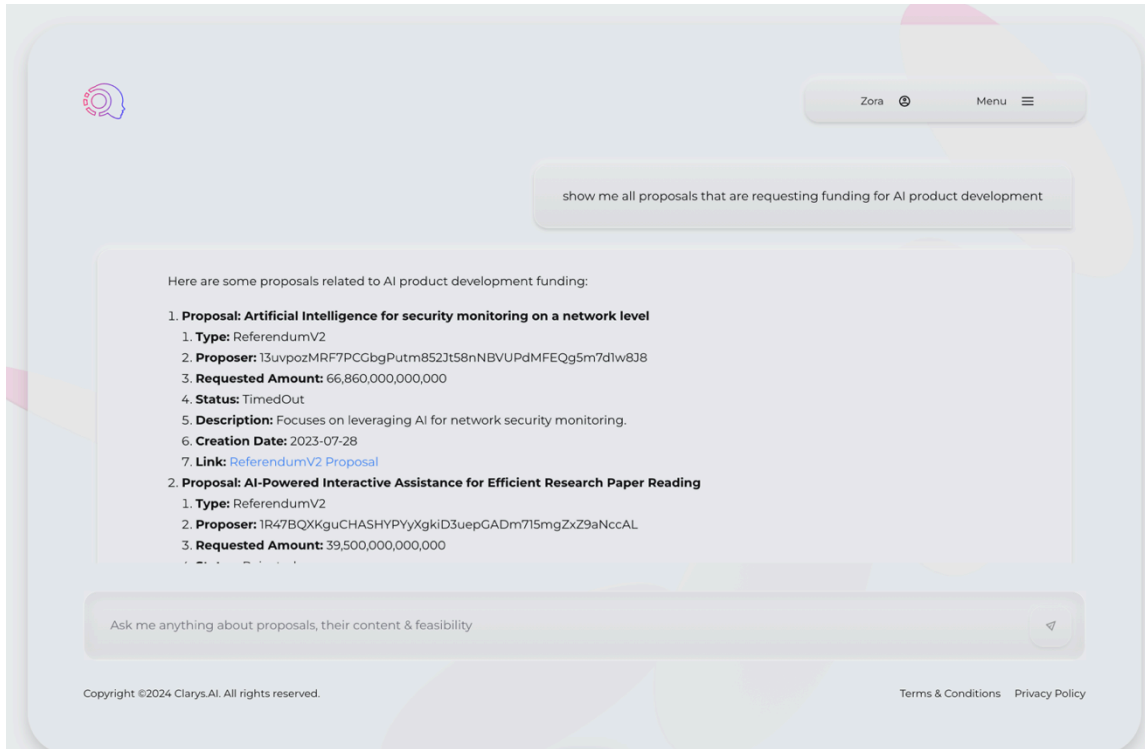 Zora
Menu
show me all proposals that are requesting funding for AI product development
Here are some proposals related to AI product development funding:
1. Proposal: Artificial Intelligence for security monitoring on a network level
1. Type: ReferendumV2
2. Proposer: 13uvpozMRF7PCGbgPutm852Jt58nNBVUPdMFEQg5m7d1w8J8
3. Requested Amount: 66,860,000,000,000
4. Status: TimedOut
5. Description: Focuses on leveraging AI for network security monitoring.
6. Creation Date: 2023-07-28
7. Link: ReferendumV2 Proposal
2. Proposal: AI-Powered Interactive Assistance for Efficient Research Paper Reading
1. Type: ReferendumV2
2. Proposer: 1R47BQXKguCHASHYPYyXgkiD3uepGADm715mgZxZ9aNccAL
3. Requested Amount: 39,500,000,000,000
Ask me anything about proposals, their content & feasibility
Copyright ©2024 Clarys.AI. All rights reserved.
Terms & Conditions Privacy Policy